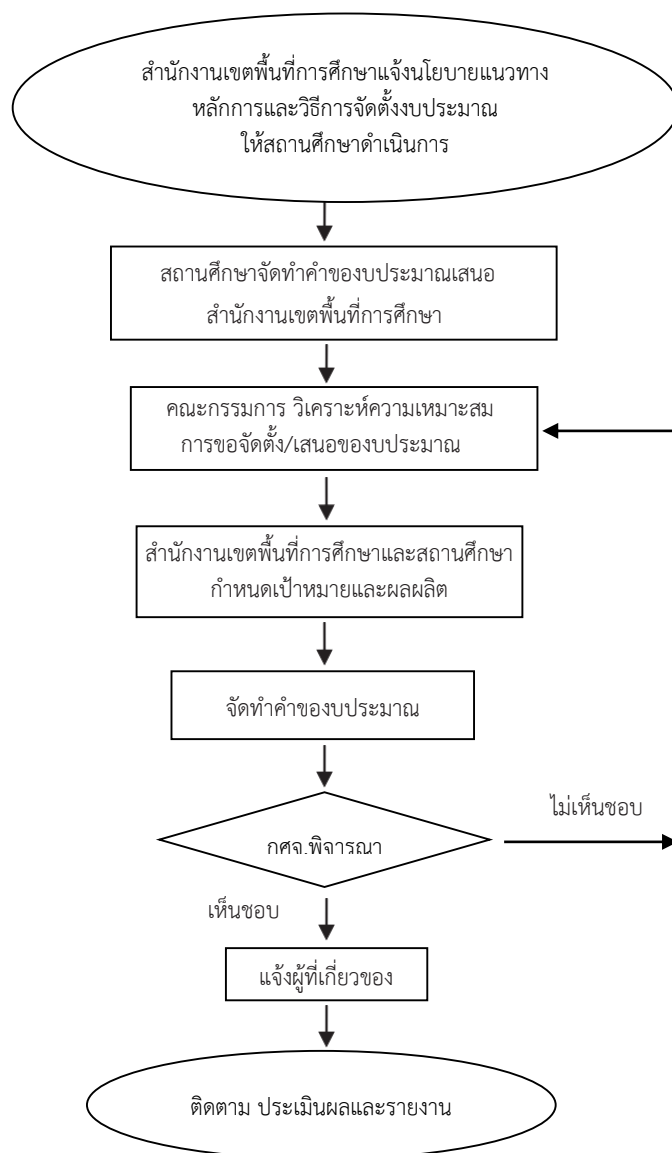 สำนักงานเขตพื้นที่การศึกษาแจ้งนโยบายแนวทาง
หลักการและวิธีการจัดตั้งงบประมาณ
ให้สถานศึกษาดำเนินการ
สถานศึกษาจัดทำคำของบประมาณเสนอ
สำนักงานเขตพื้นที่การศึกษา
คณะกรรมการ วิเคราะห์ความเหมาะสม
การขอจัดตั้ง/เสนอของบประมาณ
สำนักงานเขตพื้นที่การศึกษาและสถานศึกษา
กำหนดเป้าหมายและผลผลิต
จัดทำคำของบประมาณ
ไม่เห็นชอบ
กศจ.พิจารณา
เห็นชอบ
แจ้งผู้ที่เกี่ยวของ
ติดตาม ประเมินผลและรายงาน